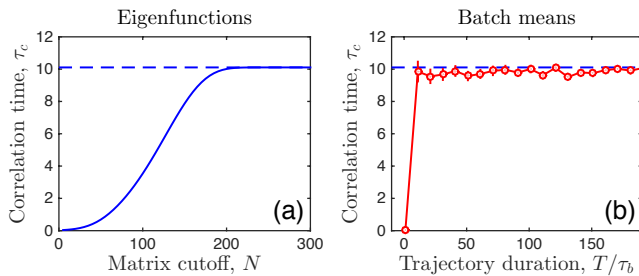 Eigenfunctions
Correlation time, τc
12
10
8
6
4
2
0
0 100 200 300
Matrix cutoff, N
(a)
Batch means
Correlation time, τc
12
10
8
6
4
2
0
0 50 100 150
Trajectory duration, T/τb
(b)